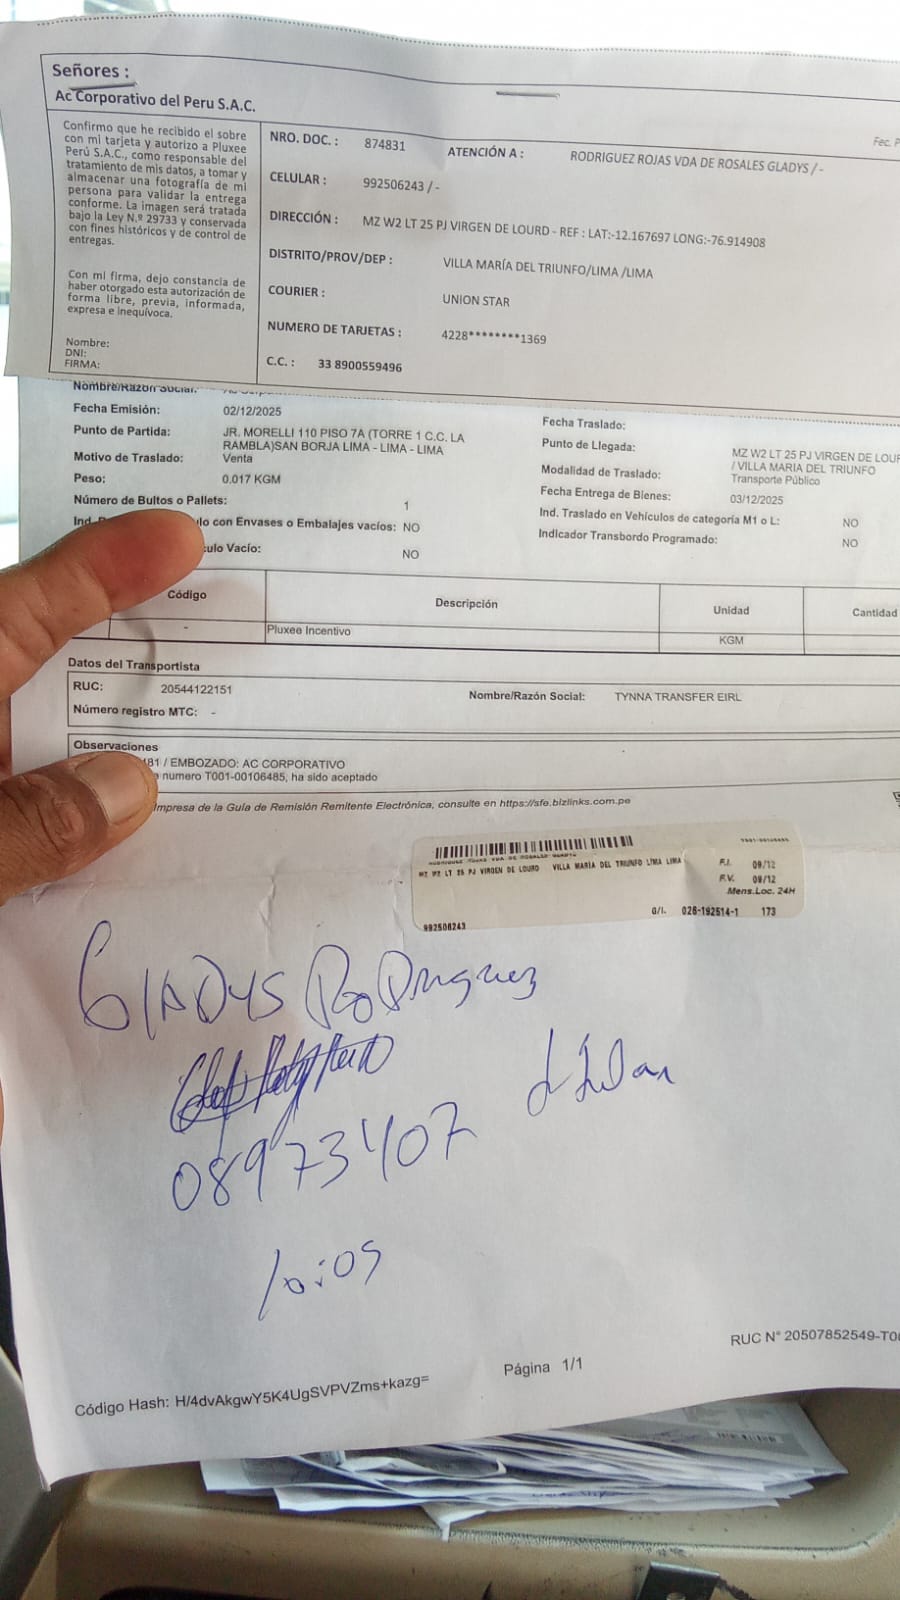 Señores :
Ac Corporativo del Peru S.A.C.
Fec. P
Confirmo que he recibido el sobre
con mi tarjeta y autorizo a Pluxee
Perú S.A.C., como responsable del
tratamiento de mis datos, a tomar y
almacenar una fotografía de mi
persona para validar la entrega
conforme. La imagen será tratada
bajo la Ley N.º 29733 y conservada
con fines históricos y de control de
entregas.
Con mi firma, dejo constancia de
haber otorgado esta autorización de
forma libre, previa, informada,
expresa e Inequívoca.
Nombre:
DNI:
FIRMA:
NRO. DOC. : 874831 ATENCIÓN A : RODRIGUEZ ROJAS VDA DE ROSALES GLADYS / -
CELULAR : 992506243 / -
DIRECCIÓN : MZ W2 LT 25 PJ VIRGEN DE LOURD - REF : LAT:-12.167697 LONG:-76.914908
DISTRITO/PROV/DEP : VILLA MARÍA DEL TRIUNFO/LIMA /LIMA
COURIER : UNION STAR
NUMERO DE TARJETAS : 4228********1369
C.C. : 33 8900559496
Nombre/Razón Social:
Fecha Emisión: 02/12/2025
Punto de Partida: JR. MORELLI 110 PISO 7A (TORRE 1 C.C. LA
RAMBLA)SAN BORJA LIMA - LIMA - LIMA
Motivo de Traslado: Venta
Peso: 0.017 KGM
Número de Bultos o Pallets: 1
con Envases o Embalajes vacíos: NO
Vacío: NO
Fecha Traslado:
Punto de Llegada: MZ W2 LT 25 PJ VIRGEN DE LOUR
/ VILLA MARIA DEL TRIUNFO
Modalidad de Traslado: Transporte Público
Fecha Entrega de Bienes: 03/12/2025
Ind. Traslado en Vehículos de categoría M1 o L: NO
Indicador Transbordo Programado: NO
Código Descripción Unidad Cantidad
- Pluxee Incentivo KGM
Datos del Transportista
RUC: 20544122151 Nombre/Razón Social: TYNNA TRANSFER EIRL
Número registro MTC: -
Observaciones
481 / EMBOZADO: AC CORPORATIVO
numero T001-00106485, ha sido aceptado
impresa de la Guía de Remisión Remitente Electrónica, consulte en https://sfe.bizlinks.com.pe
MZ W2 LT 25 PJ VIRGEN DE LOURD VILLA MARIA DEL TRIUNFO LIMA LIMA
F.I. 09/12
F.V. 09/12
Mens.Loc. 24H
G/I. 026-192514-1 173
992506243
GLADYS RoDRiguez
08973407
10:05
RUC N° 20507852549-T00
Página 1/1
Código Hash: H/4dvAkgwY5K4UgSVPVZms+kazg=